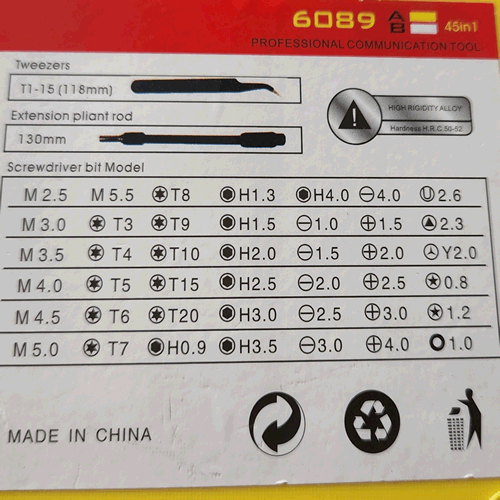 6089 A B 45in1
PROFESSIONAL COMMUNICATION TOOL
Tweezers
T1-15 (118mm)
Extension pliant rod
130mm
HIGH RIGIDITY ALLOY
Hardness H.R.C.50-52
Screwdriver bit Model
M 2.5 M 5.5 T8 H1.3 H4.0 4.0 U 2.6
M 3.0 T3 T9 H1.5 1.0 1.5 2.3
M 3.5 T4 T10 H2.0 1.5 2.0 Y2.0
M 4.0 T5 T15 H2.5 2.0 2.5 0.8
M 4.5 T6 T20 H3.0 2.5 3.0 1.2
M 5.0 T7 H0.9 H3.5 3.0 4.0 1.0
MADE IN CHINA